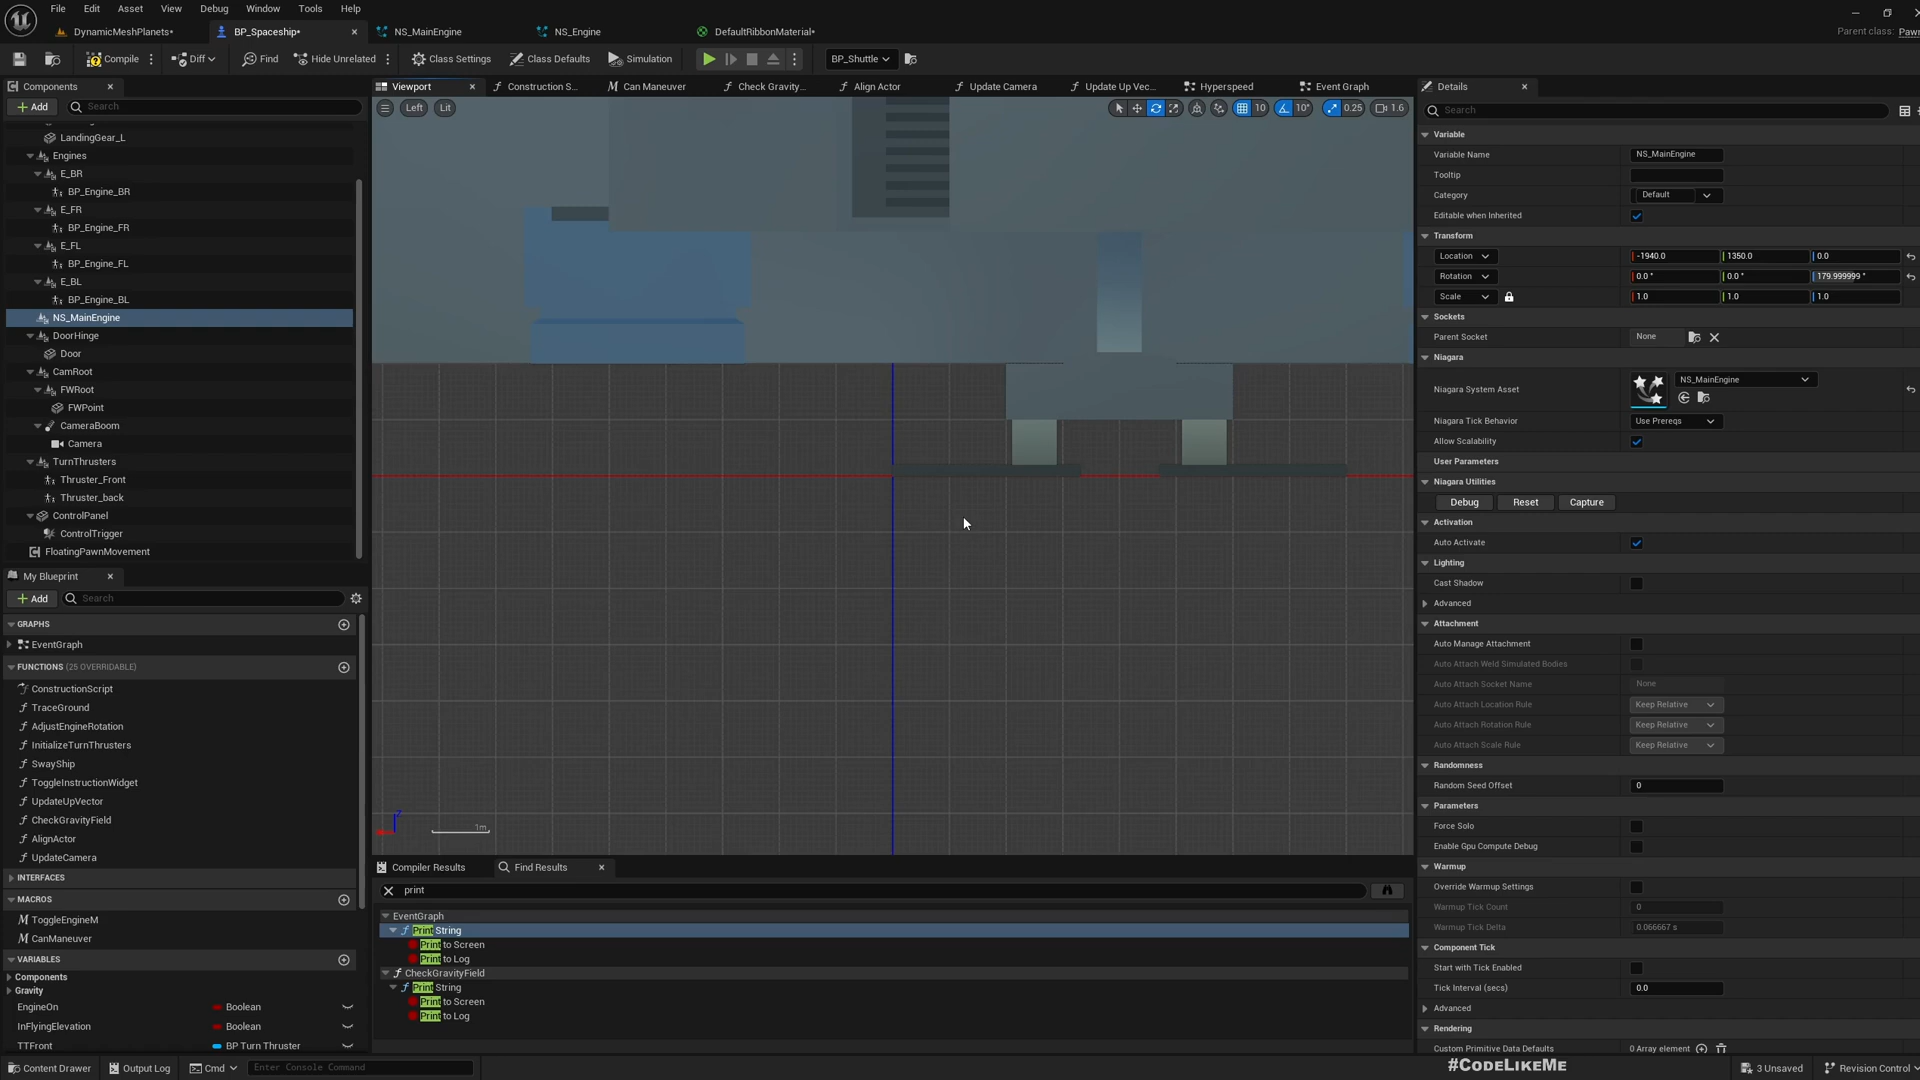 File Edit Asset View Debug Window Tools Help
DynamicMeshPlanets* BP_Spaceship* NS_MainEngine NS_Engine DefaultRibbonMaterial*
Parent class: Pawn
Compile Diff Find Hide Unrelated Class Settings Class Defaults Simulation BP_Shuttle
Components
Add Search
LandingGear_L
Engines
E_BR
BP_Engine_BR
E_FR
BP_Engine_FR
E_FL
BP_Engine_FL
E_BL
BP_Engine_BL
NS_MainEngine
DoorHinge
Door
CamRoot
FWRoot
FWPoint
CameraBoom
Camera
TurnThrusters
Thruster_Front
Thruster_back
ControlPanel
ControlTrigger
FloatingPawnMovement
My Blueprint
Add Search
GRAPHS
EventGraph
FUNCTIONS (25 OVERRIDABLE)
ConstructionScript
TraceGround
AdjustEngineRotation
InitializeTurnThrusters
SwayShip
ToggleInstructionWidget
UpdateUpVector
CheckGravityField
AlignActor
UpdateCamera
INTERFACES
MACROS
ToggleEngineM
CanManeuver
VARIABLES
Components
Gravity
EngineOn Boolean
InFlyingElevation Boolean
TTFront BP Turn Thruster
Viewport Construction S... Can Maneuver Check Gravity... Align Actor Update Camera Update Up Vec... Hyperspeed Event Graph
Left Lit 10 10° 0.25 1.6
Z
1m
Compiler Results Find Results
print
EventGraph
Print String
Print to Screen
Print to Log
CheckGravityField
Print String
Print to Screen
Print to Log
Details
Search
Variable
Variable Name NS_MainEngine
Tooltip
Category Default
Editable when Inherited
Transform
Location -1940.0 1350.0 0.0
Rotation 0.0 ° 0.0 ° 179.999999 °
Scale 1.0 1.0 1.0
Sockets
Parent Socket None
Niagara
Niagara System Asset NS_MainEngine
Niagara Tick Behavior Use Prereqs
Allow Scalability
User Parameters
Niagara Utilities
Debug Reset Capture
Activation
Auto Activate
Lighting
Cast Shadow
Advanced
Attachment
Auto Manage Attachment
Auto Attach Weld Simulated Bodies
Auto Attach Socket Name None
Auto Attach Location Rule Keep Relative
Auto Attach Rotation Rule Keep Relative
Auto Attach Scale Rule Keep Relative
Randomness
Random Seed Offset 0
Parameters
Force Solo
Enable Gpu Compute Debug
Warmup
Override Warmup Settings
Warmup Tick Count 0
Warmup Tick Delta 0.066667 s
Component Tick
Start with Tick Enabled
Tick Interval (secs) 0.0
Advanced
Rendering
Custom Primitive Data Defaults 0 Array element
#CODELIKEME
Content Drawer Output Log Cmd Enter Console Command 3 Unsaved Revision Control